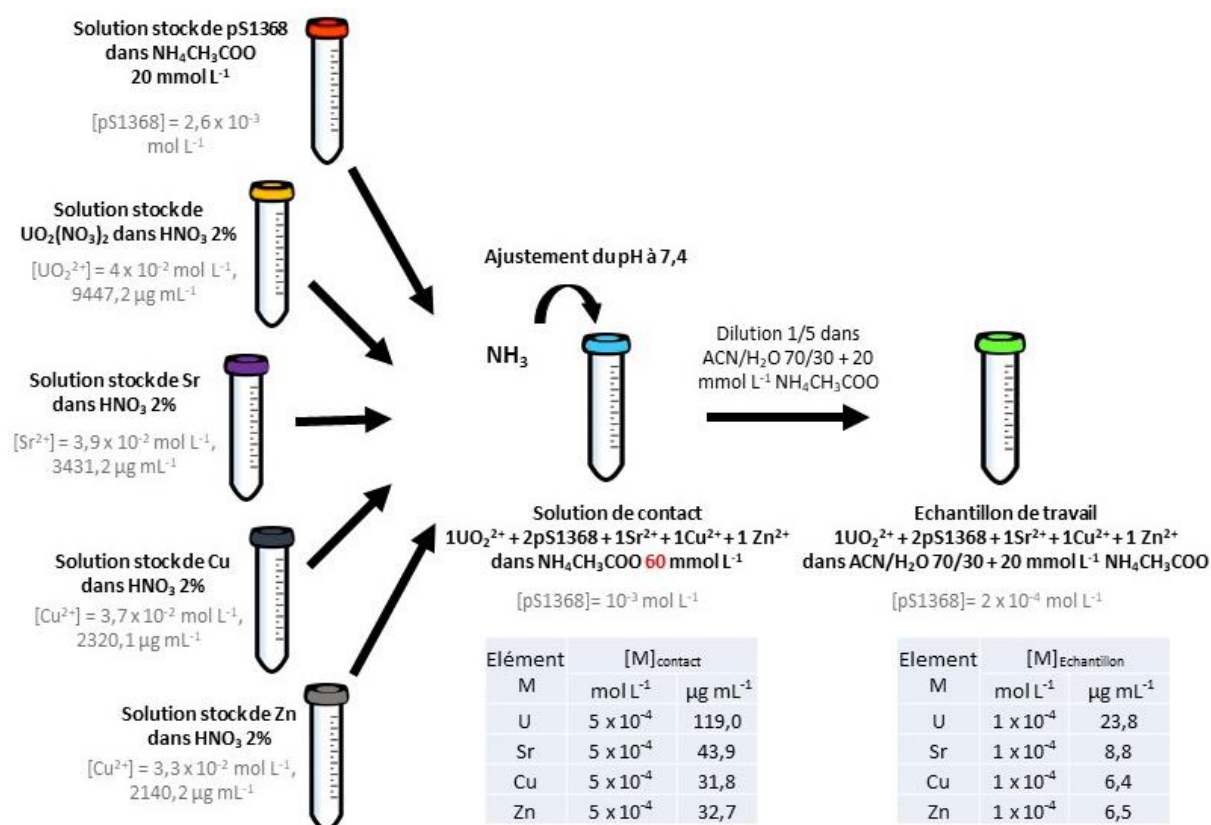 Solution stock de pS1368
dans NH₄CH₃COO
20 mmol L⁻¹
[pS1368] = 2,6 x 10⁻³
mol L⁻¹
Solution stock de
UO₂(NO₃)₂ dans HNO₃ 2%
[UO₂²⁺] = 4 x 10⁻² mol L⁻¹,
9447,2 µg mL⁻¹
Solution stock de Sr
dans HNO₃ 2%
[Sr²⁺] = 3,9 x 10⁻² mol L⁻¹,
3431,2 µg mL⁻¹
Solution stock de Cu
dans HNO₃ 2%
[Cu²⁺] = 3,7 x 10⁻² mol L⁻¹,
2320,1 µg mL⁻¹
Solution stock de Zn
dans HNO₃ 2%
[Cu²⁺] = 3,3 x 10⁻² mol L⁻¹,
2140,2 µg mL⁻¹
Ajustement du pH à 7,4
NH₃
Solution de contact
1UO₂²⁺ + 2pS1368 + 1Sr²⁺ + 1Cu²⁺ + 1 Zn²⁺
dans NH₄CH₃COO 60 mmol L⁻¹
[pS1368]= 10⁻³ mol L⁻¹
Elément [M]contact
M mol L⁻¹ µg mL⁻¹
U 5 x 10⁻⁴ 119,0
Sr 5 x 10⁻⁴ 43,9
Cu 5 x 10⁻⁴ 31,8
Zn 5 x 10⁻⁴ 32,7
Dilution 1/5 dans
ACN/H₂O 70/30 + 20
mmol L⁻¹ NH₄CH₃COO
Echantillon de travail
1UO₂²⁺ + 2pS1368 + 1Sr²⁺ + 1Cu²⁺ + 1 Zn²⁺
dans ACN/H₂O 70/30 + 20 mmol L⁻¹ NH₄CH₃COO
[pS1368]= 2 x 10⁻⁴ mol L⁻¹
Element [M]Echantillon
M mol L⁻¹ µg mL⁻¹
U 1 x 10⁻⁴ 23,8
Sr 1 x 10⁻⁴ 8,8
Cu 1 x 10⁻⁴ 6,4
Zn 1 x 10⁻⁴ 6,5